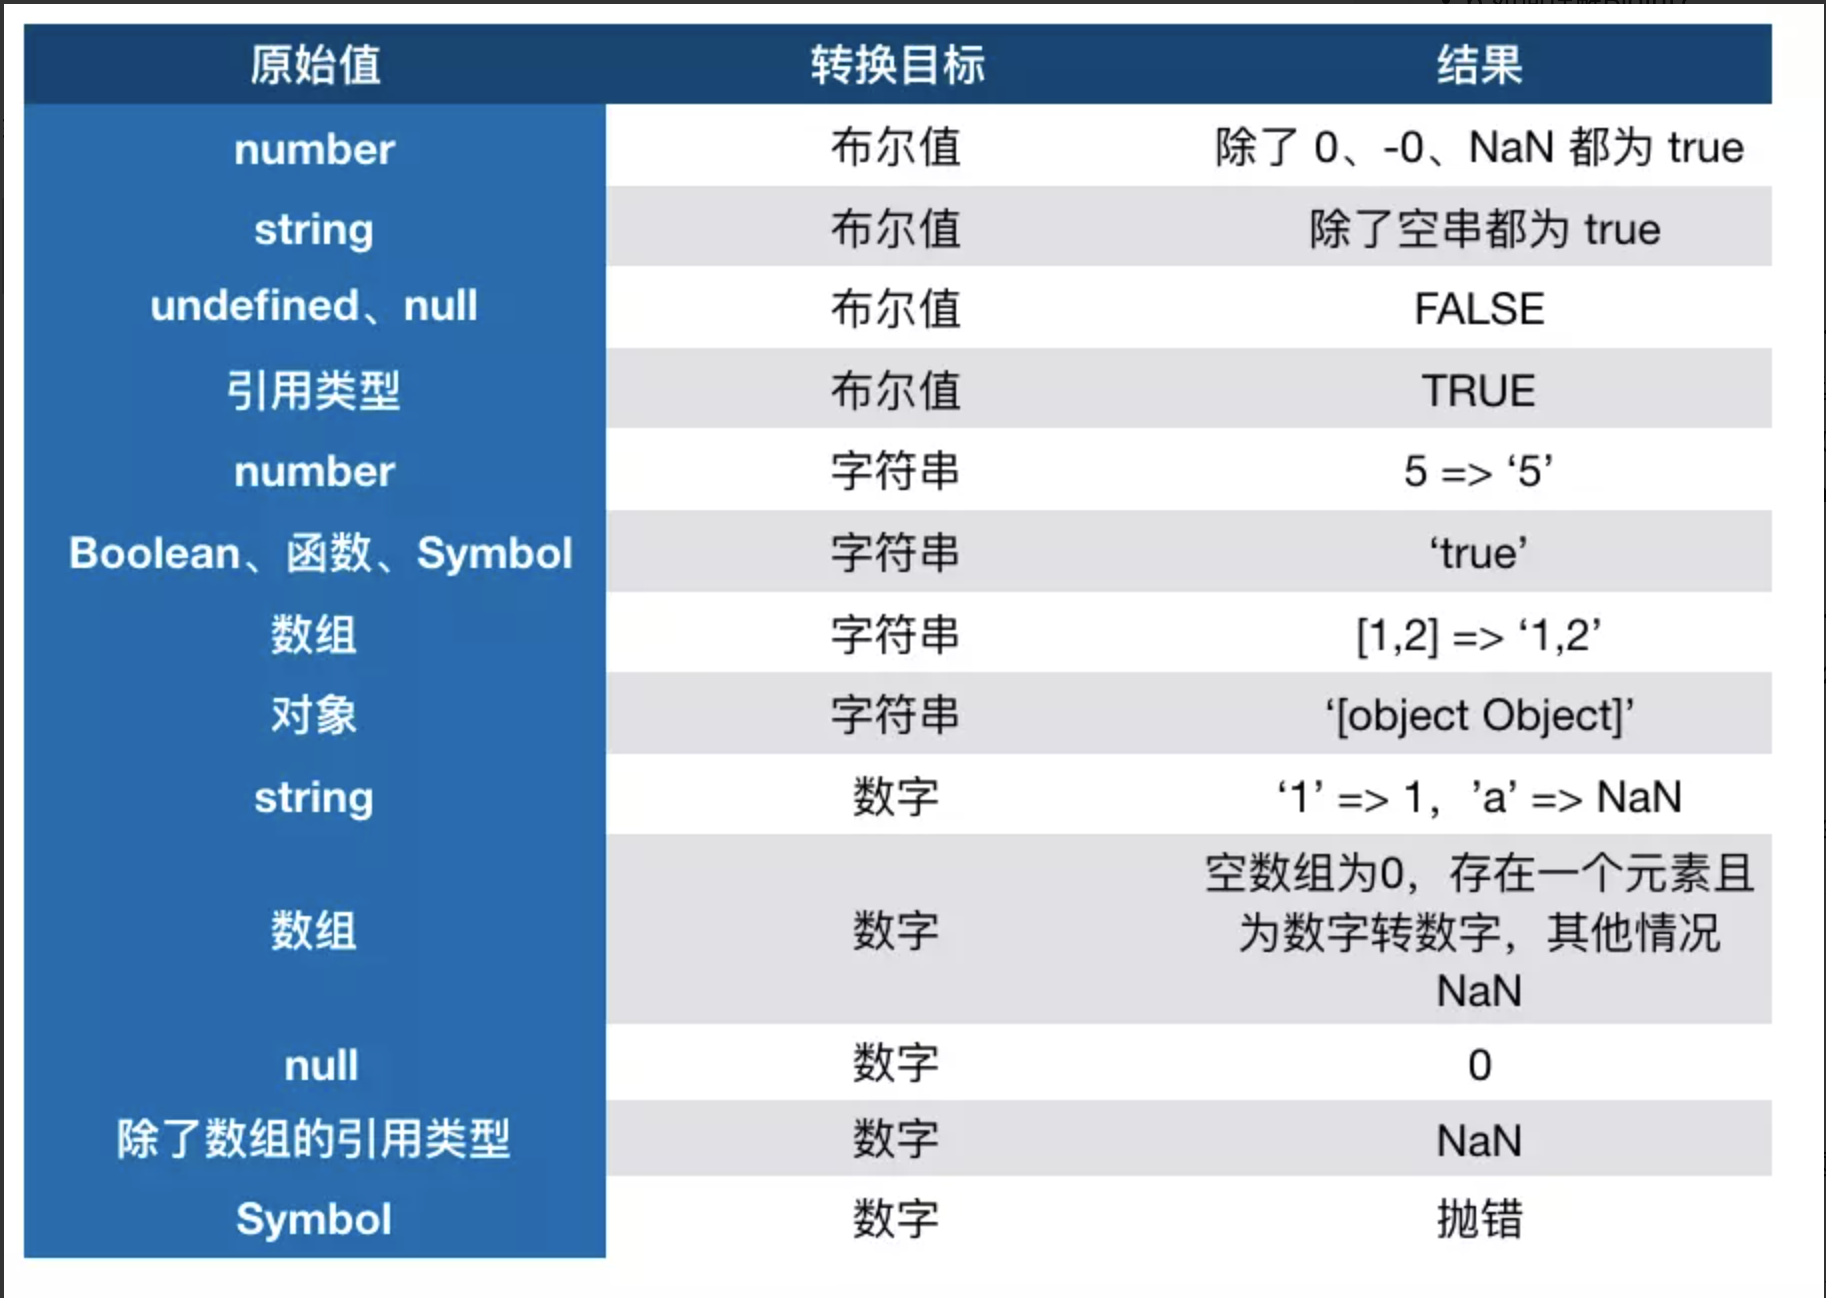 原始值 转换目标 结果
number 布尔值 除了 0、-0、NaN 都为 true
string 布尔值 除了空串都为 true
undefined、null 布尔值 FALSE
引用类型 布尔值 TRUE
number 字符串 5 => ‘5’
Boolean、函数、Symbol 字符串 ‘true’
数组 字符串 [1,2] => ‘1,2’
对象 字符串 ‘[object Object]’
string 数字 ‘1’ => 1，’a’ => NaN
数组 数字 空数组为0，存在一个元素且
为数字转数字，其他情况
NaN
null 数字 0
除了数组的引用类型 数字 NaN
Symbol 数字 抛错